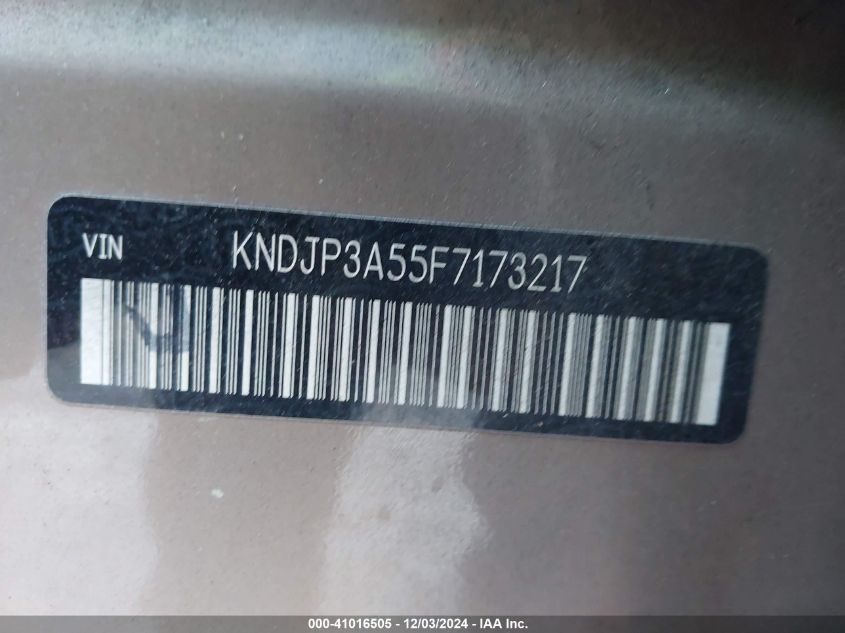 VIN KNDJP3A55F7173217
000-41016505 - 12/03/2024 - IAA Inc.